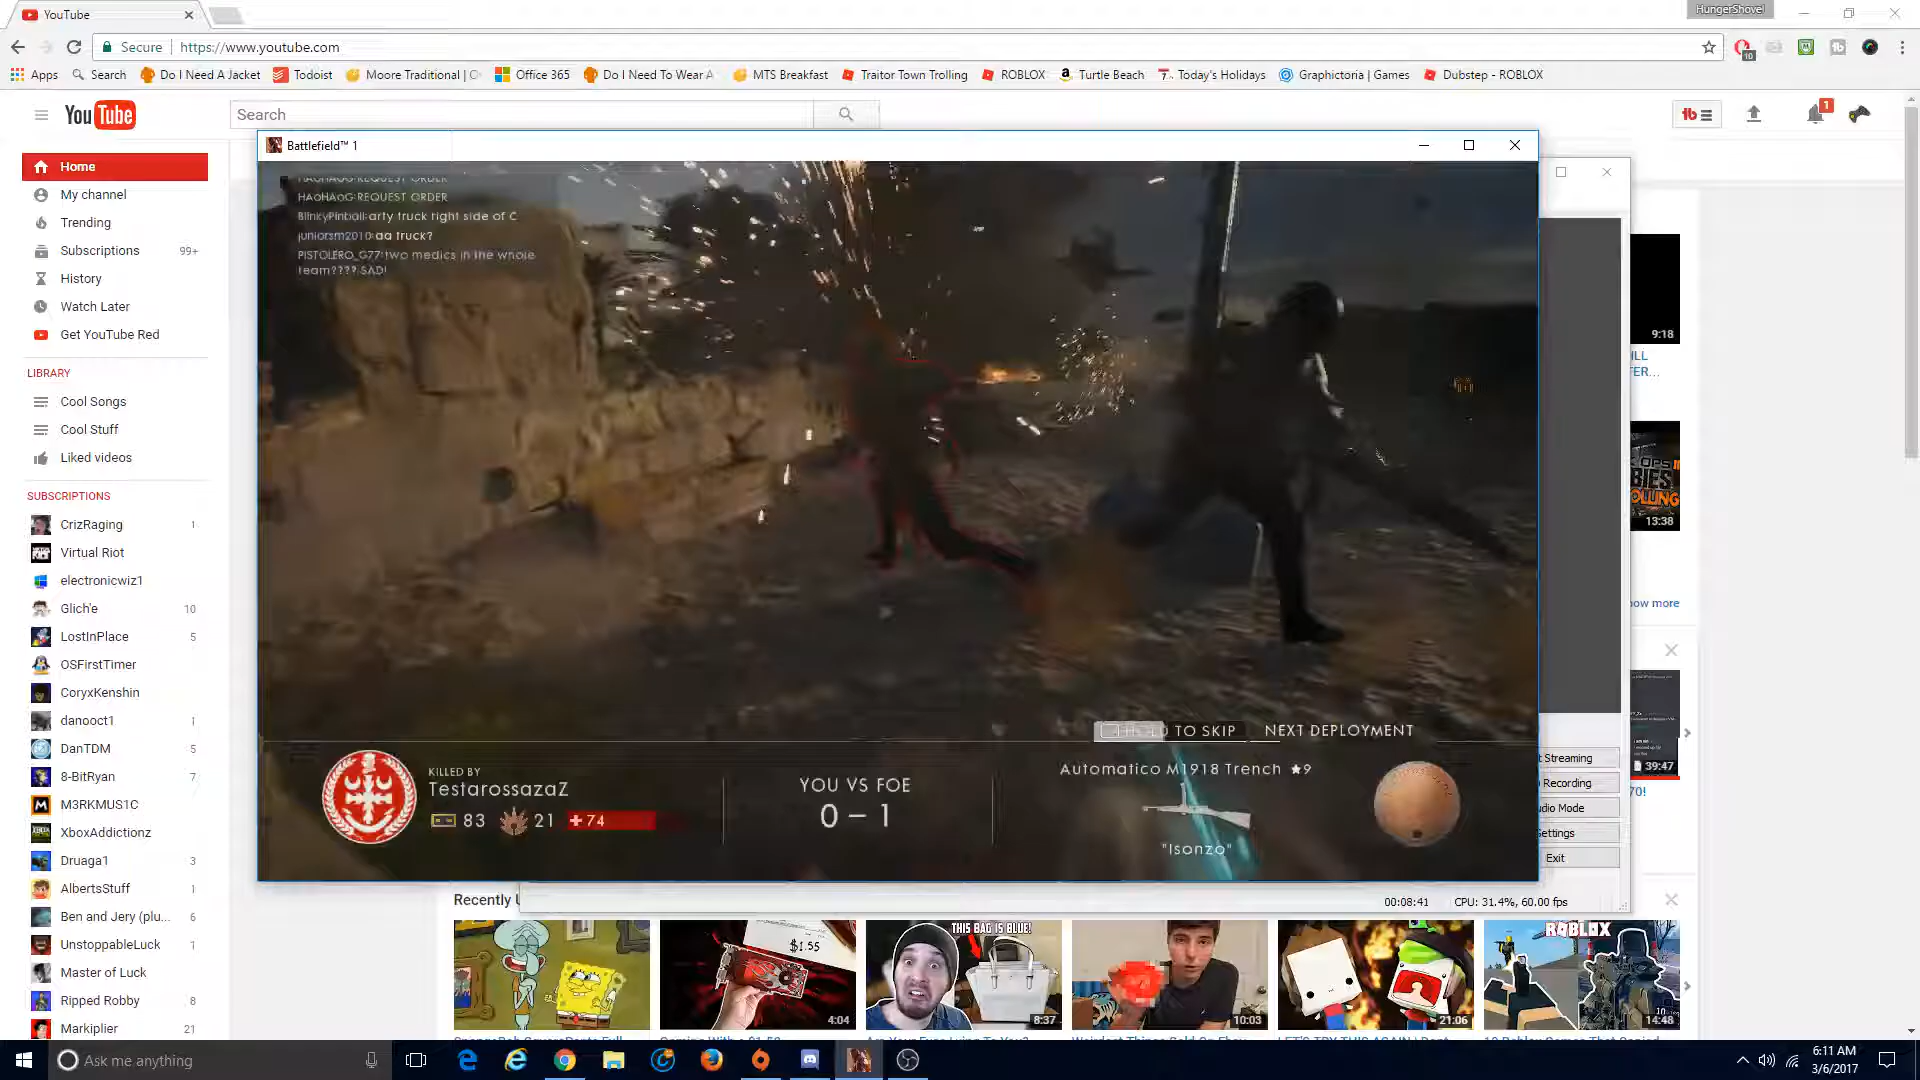 YouTube
HungerShovel
Secure https://www.youtube.com
10
Apps Search Do I Need A Jacket Todoist Moore Traditional | Office 365 Do I Need To Wear A MTS Breakfast Traitor Town Trolling ROBLOX Turtle Beach Today's Holidays Graphictoria | Games Dubstep - ROBLOX
YouTube
Search
1
Home
My channel
Trending
Subscriptions 99+
History
Watch Later
Get YouTube Red
LIBRARY
Cool Songs
Cool Stuff
Liked videos
SUBSCRIPTIONS
CrizRaging 1
Virtual Riot
electronicwiz1
Glich'e 10
LostInPlace 5
OSFirstTimer
CoryxKenshin
danooct1 1
DanTDM 5
8-BitRyan 7
M3RKMUS1C
XboxAddictionz
Druaga1 3
AlbertsStuff 1
Ben and Jery (plu... 6
UnstoppableLuck 1
Master of Luck
Ripped Robby 8
Markiplier 21
Battlefield™ 1
HAoHAoG:REQUEST ORDER
HAoHAoG:REQUEST ORDER
BlinkyPinball:arty truck right side of C
juniorsm2010:aa truck?
PISTOLERO_G77:two medics in the whole
team???? SAD!
TO SKIP NEXT DEPLOYMENT
KILLED BY
TestarossazaZ
83 21 74
YOU VS FOE
0 – 1
Automatico M1918 Trench ★9
"Isonzo"
9:18
13:38
39:47
Streaming
Recording
Mode
Settings
Exit
00:08:41 CPU: 31.4%, 60.00 fps
Recently
$1.55
4:04
THIS BAG IS BLUE!
8:37
10:03
21:06
ROBLOX
14:48
Ask me anything
6:11 AM
3/6/2017